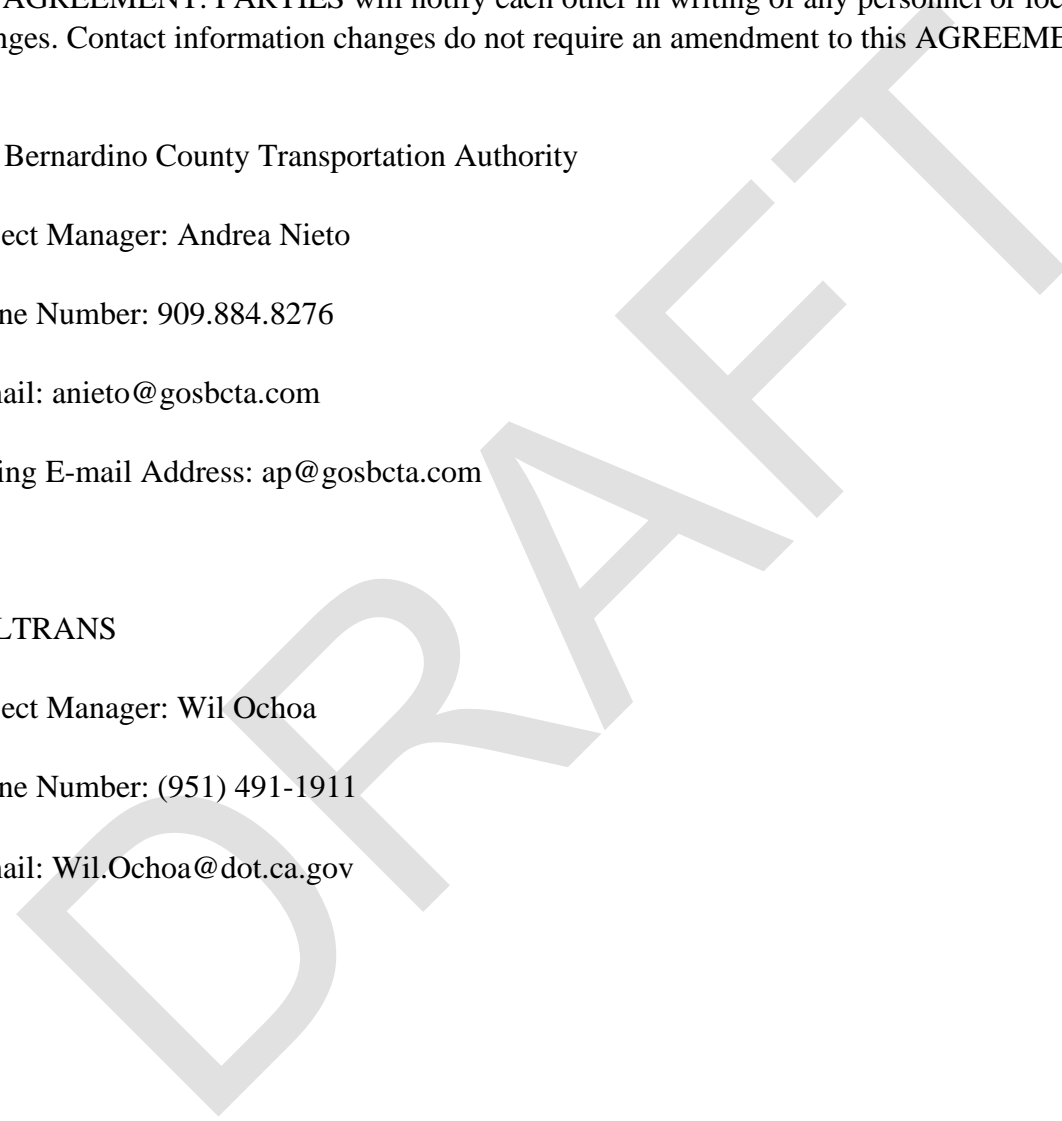 AGREEMENT. PARTIES will notify each other in writing of any personnel or loc
nges. Contact information changes do not require an amendment to this AGREEME
Bernardino County Transportation Authority
ect Manager: Andrea Nieto
ne Number: 909.884.8276
ail: anieto@gosbcta.com
ing E-mail Address: ap@gosbcta.com
LTRANS
ect Manager: Wil Ochoa
ne Number: (951) 491-1911
ail: Wil.Ochoa@dot.ca.gov
DRAFT